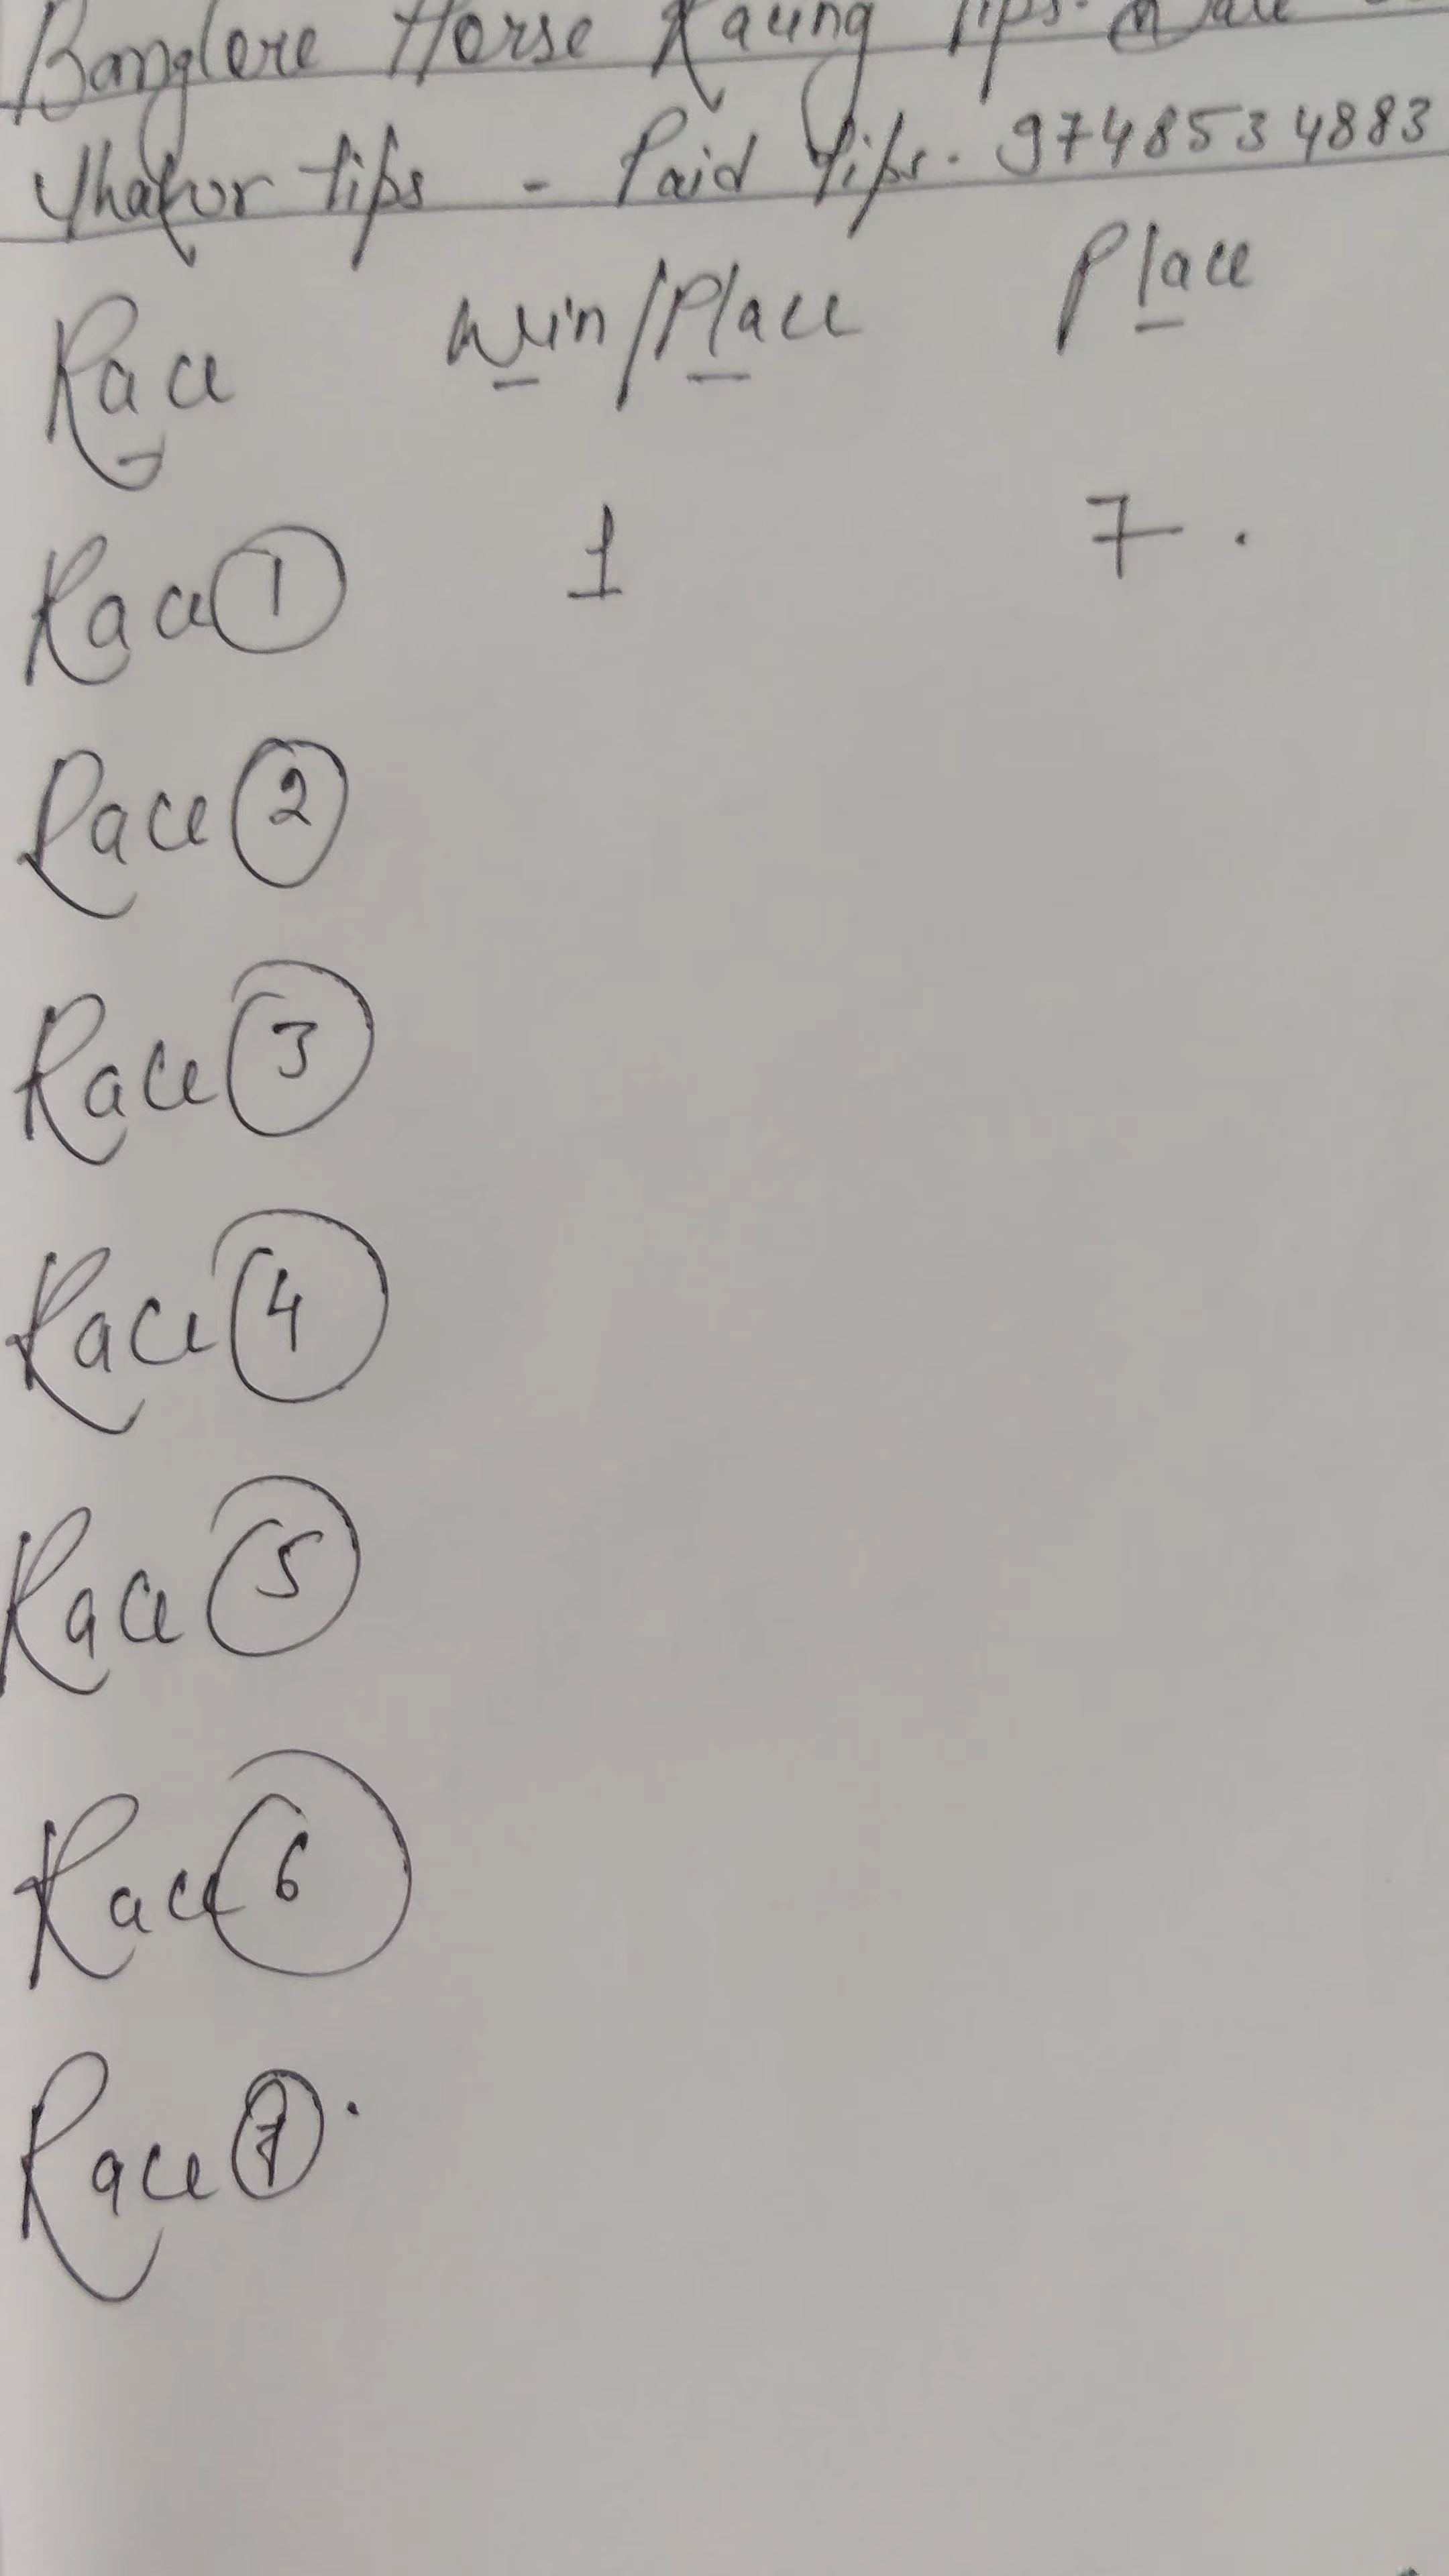 Banglore Horse Racing Tips.
Thakur tips - Paid Tips. 9748534883
Race Win/Place Place
Race 1 1 7.
Race 2
Race 3
Race 4
Race 5
Race 6
Race 7.